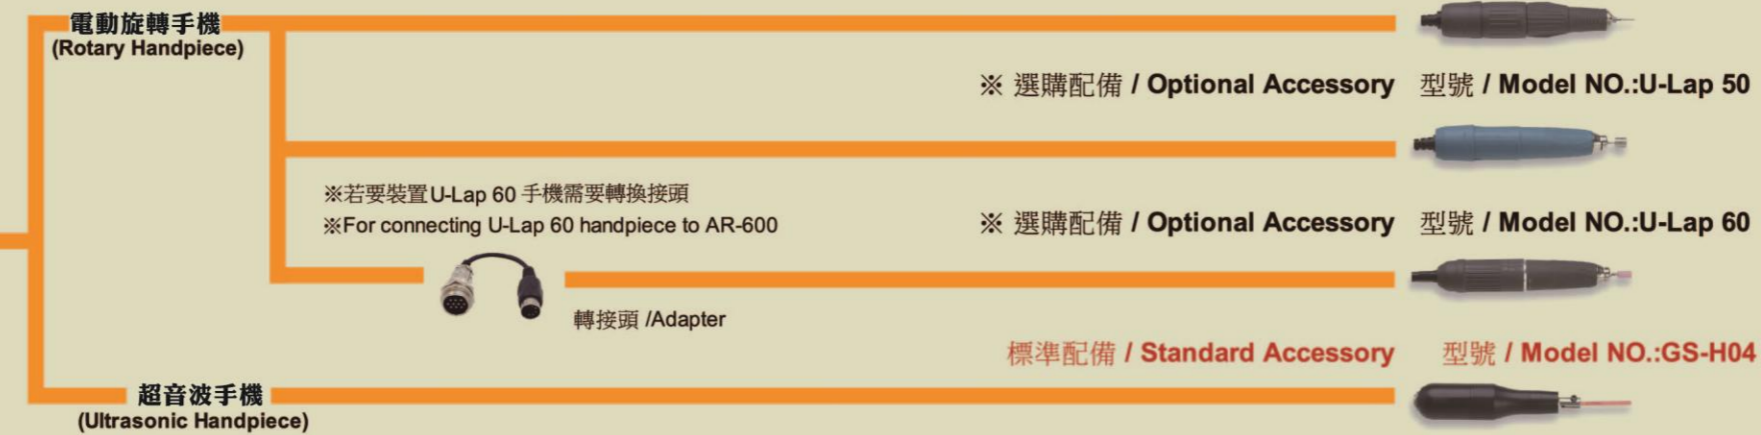 電動旋轉手機
(Rotary Handpiece)
※ 選購配備 / Optional Accessory 型號 / Model NO.:U-Lap 50
※若要裝置U-Lap 60 手機需要轉換接頭
※For connecting U-Lap 60 handpiece to AR-600
※ 選購配備 / Optional Accessory 型號 / Model NO.:U-Lap 60
轉接頭 /Adapter
標準配備 / Standard Accessory 型號 / Model NO.:GS-H04
超音波手機
(Ultrasonic Handpiece)